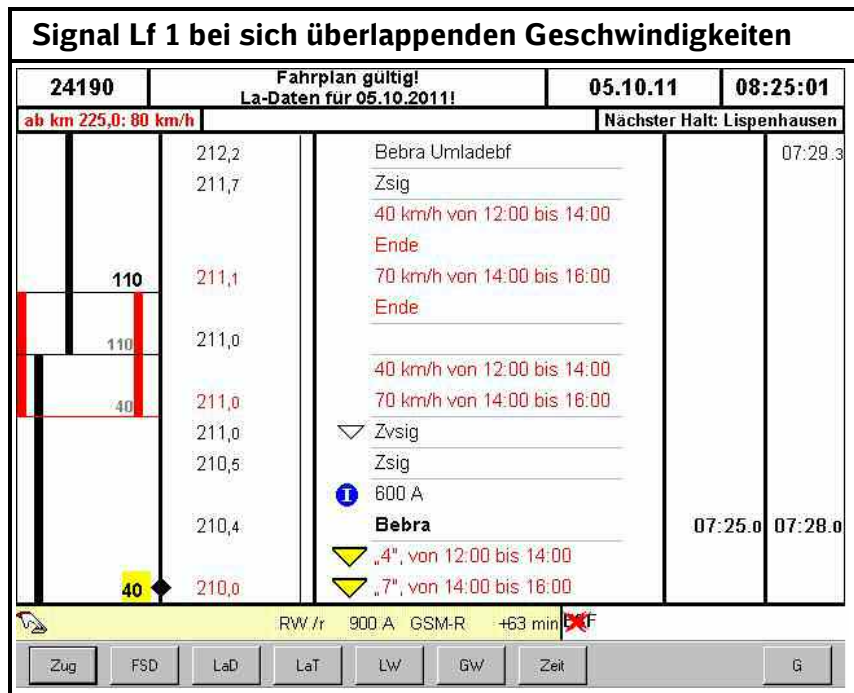 Signal Lf 1 bei sich überlappenden Geschwindigkeiten
24190
Fahrplan gültig!
La-Daten für 05.10.2011!
05.10.11
08:25:01
ab km 225,0: 80 km/h
Nächster Halt: Lispenhausen
212,2 Bebra Umladebf 07:29.3
211,7 Zsig
40 km/h von 12:00 bis 14:00
Ende
110 211,1 70 km/h von 14:00 bis 16:00
Ende
110 211,0
40 km/h von 12:00 bis 14:00
40 211,0 70 km/h von 14:00 bis 16:00
211,0 Zvsig
210,5 Zsig
I 600 A
210,4 Bebra 07:25.0 07:28.0
„4", von 12:00 bis 14:00
40 210,0 „7", von 14:00 bis 16:00
RW /r 900 A GSM-R +63 min
Zug FSD LaD LaT LW GW Zeit G